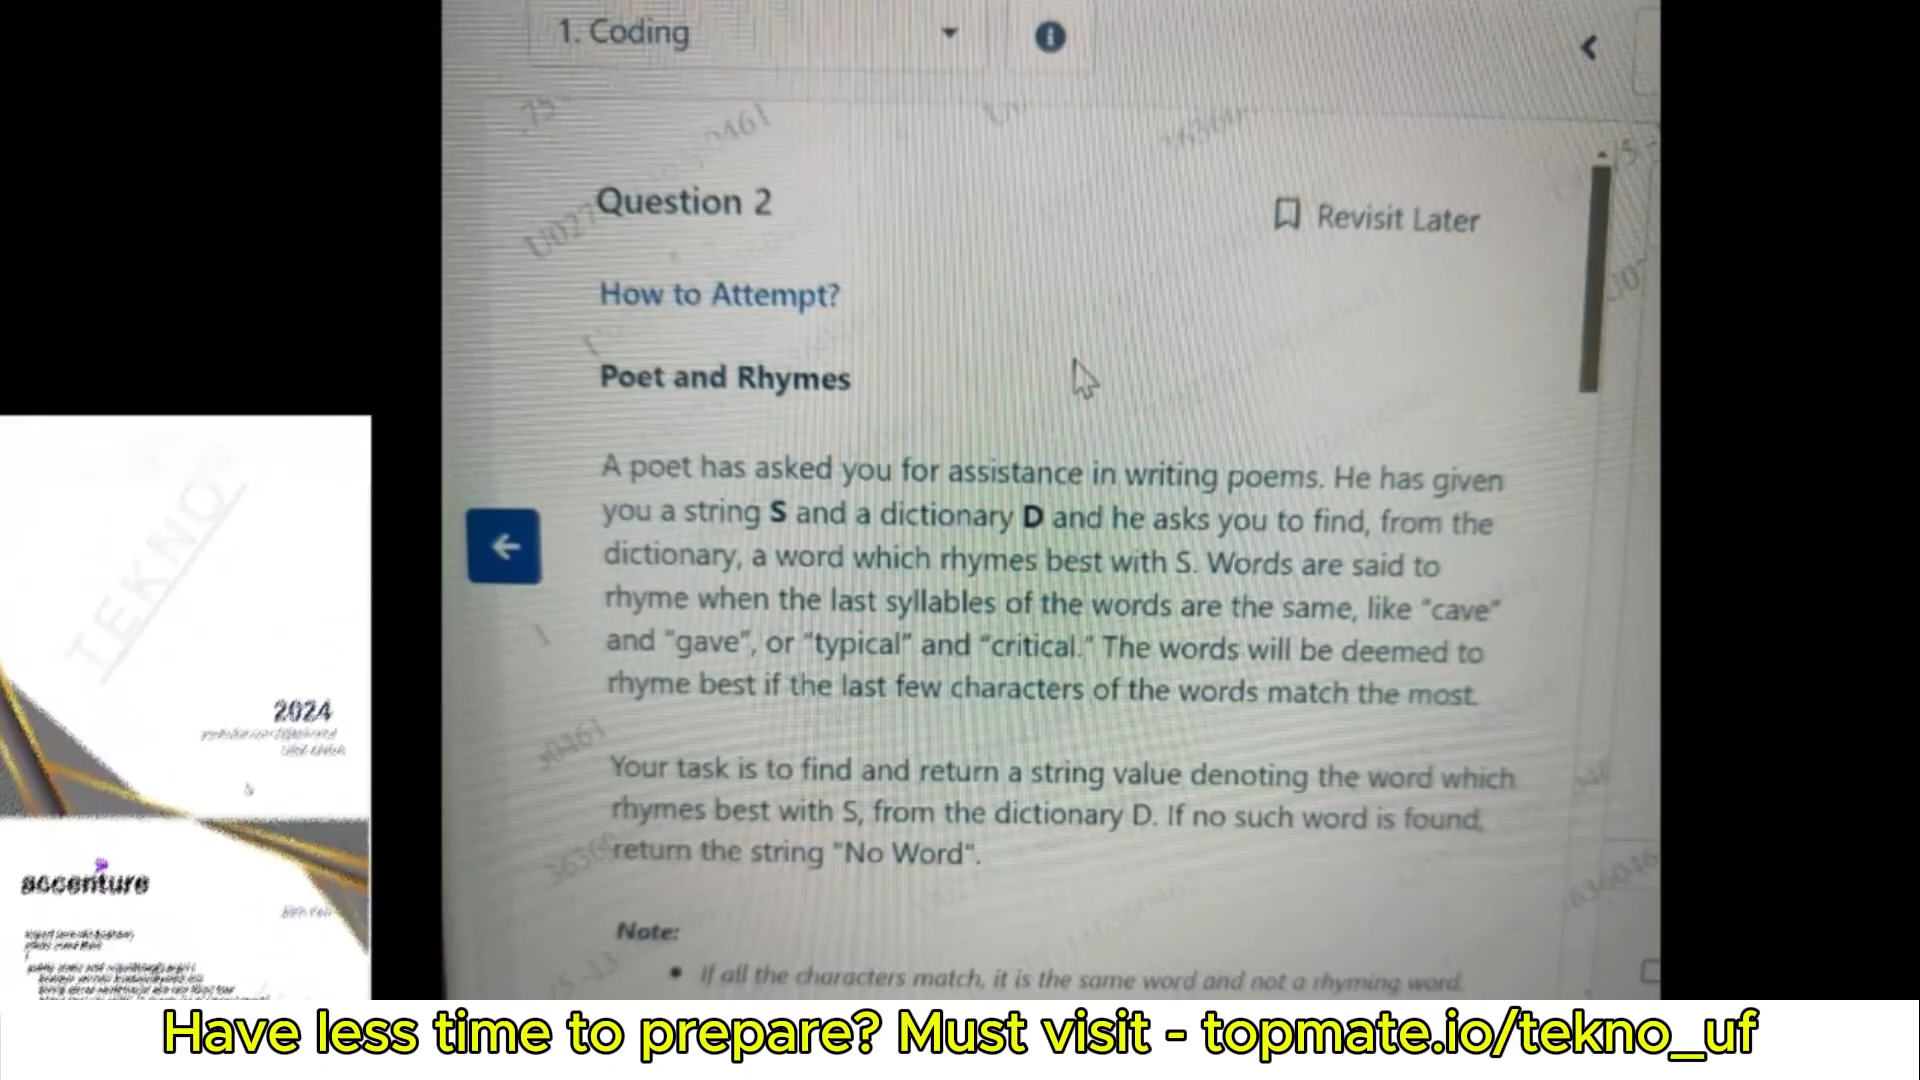 1. Coding
Question 2
Revisit Later
How to Attempt?
Poet and Rhymes
A poet has asked you for assistance in writing poems. He has given
you a string S and a dictionary D and he asks you to find, from the
dictionary, a word which rhymes best with S. Words are said to
rhyme when the last syllables of the words are the same, like "cave"
and "gave", or "typical" and "critical." The words will be deemed to
rhyme best if the last few characters of the words match the most.
Your task is to find and return a string value denoting the word which
rhymes best with S, from the dictionary D. If no such word is found,
return the string "No Word".
Note:
• If all the characters match, it is the same word and not a rhyming word.
TEKNO
2024
accenture
Have less time to prepare? Must visit - topmate.io/tekno_uf